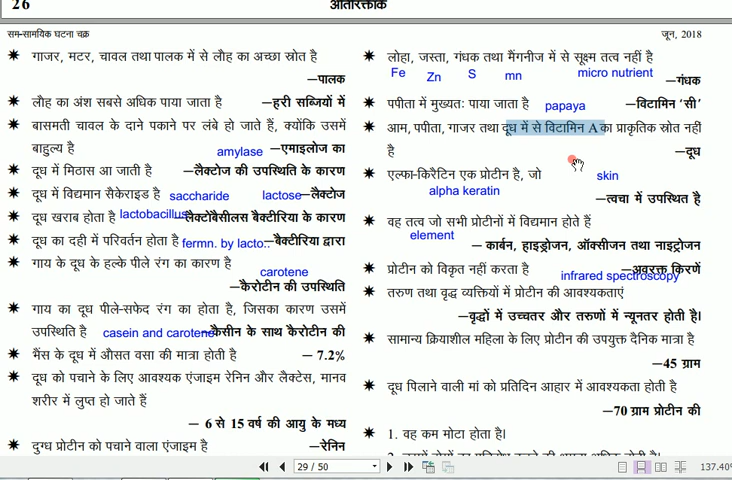 26
अतिरिक्तांक
सम-सामयिक घटना चक्र
जून, 2018
* गाजर, मटर, चावल तथा पालक में से लौह का अच्छा स्रोत है
—पालक
* लौह का अंश सबसे अधिक पाया जाता है —हरी सब्जियों में
* बासमती चावल के दाने पकाने पर लंबे हो जाते हैं, क्योंकि उसमें
बाहुल्य है amylase —एमाइलोज का
* दूध में मिठास आ जाती है —लैक्टोज की उपस्थिति के कारण
* दूध में विद्यमान सैकेराइड है saccharide lactose —लैक्टोज
* दूध खराब होता है lactobacillus —लैक्टोबैसीलस बैक्टीरिया के कारण
* दूध का दही में परिवर्तन होता है fermn. by lacto.. —बैक्टीरिया द्वारा
* गाय के दूध के हल्के पीले रंग का कारण है
carotene
—कैरोटीन की उपस्थिति
* गाय का दूध पीले-सफेद रंग का होता है, जिसका कारण उसमें
उपस्थिति है casein and carotene —केसीन के साथ कैरोटीन की
* भैंस के दूध में औसत वसा की मात्रा होती है — 7.2%
* दूध को पचाने के लिए आवश्यक एंजाइम रेनिन और लैक्टेस, मानव
शरीर में लुप्त हो जाते हैं
— 6 से 15 वर्ष की आयु के मध्य
* दुग्ध प्रोटीन को पचाने वाला एंजाइम है —रेनिन
* लोहा, जस्ता, गंधक तथा मैंगनीज में से सूक्ष्म तत्व नहीं है
Fe Zn S mn micro nutrient
—गंधक
* पपीता में मुख्यतः पाया जाता है papaya —विटामिन 'सी'
* आम, पपीता, गाजर तथा दूध में से विटामिन A का प्राकृतिक स्रोत नहीं
है —दूध
* एल्फा-किरैटिन एक प्रोटीन है, जो skin
alpha keratin
—त्वचा में उपस्थित है
* वह तत्व जो सभी प्रोटीनों में विद्यमान होते हैं
element
— कार्बन, हाइड्रोजन, ऑक्सीजन तथा नाइट्रोजन
* प्रोटीन को विकृत नहीं करता है —अवरक्त किरणें
infrared spectroscopy
* तरुण तथा वृद्ध व्यक्तियों में प्रोटीन की आवश्यकताएं
—वृद्धों में उच्चतर और तरुणों में न्यूनतर होती है।
* सामान्य क्रियाशील महिला के लिए प्रोटीन की उपयुक्त दैनिक मात्रा है
—45 ग्राम
* दूध पिलाने वाली मां को प्रतिदिन आहार में आवश्यकता होती है
—70 ग्राम प्रोटीन की
* 1. वह कम मोटा होता है।
29 / 50
137.40